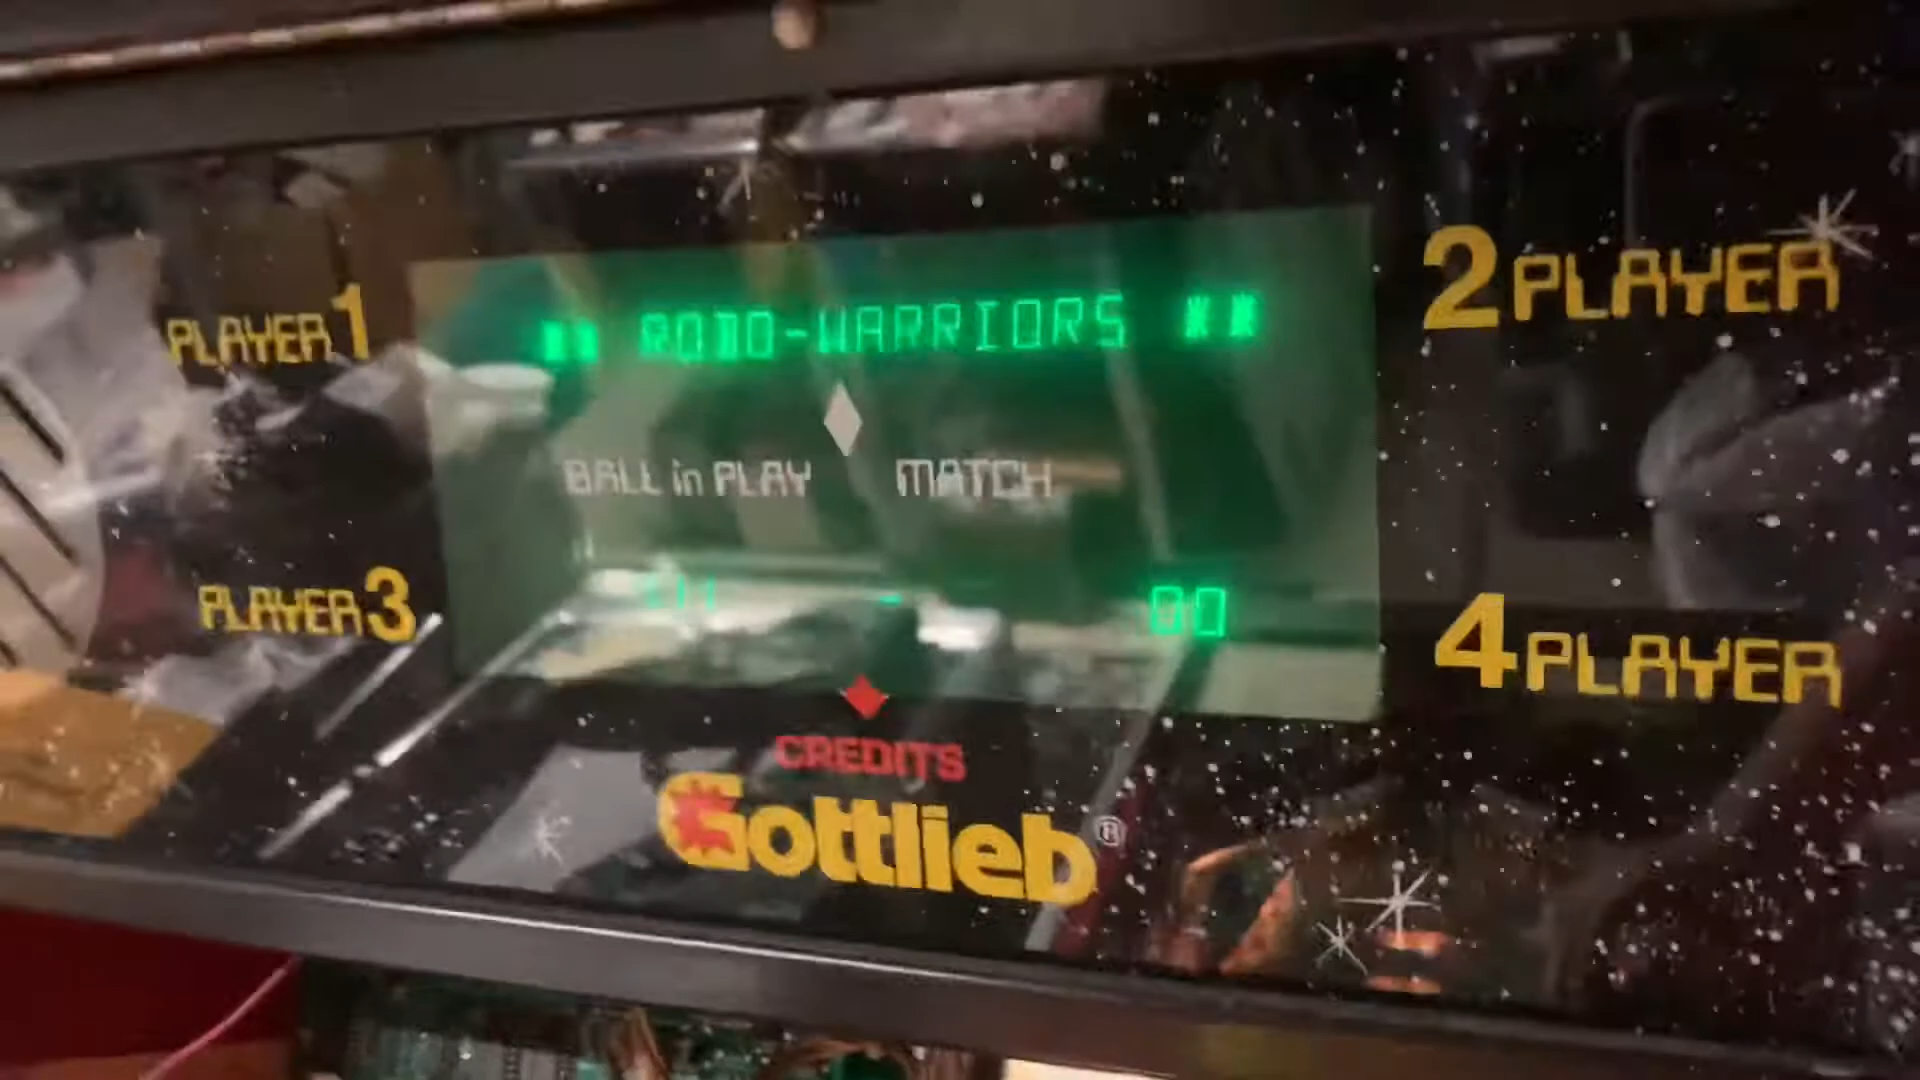 PLAYER 1
2 PLAYER
** ROBO-WARRIORS **
BALL in PLAY
MATCH
PLAYER 3
4 PLAYER
00
CREDITS
Gottlieb®